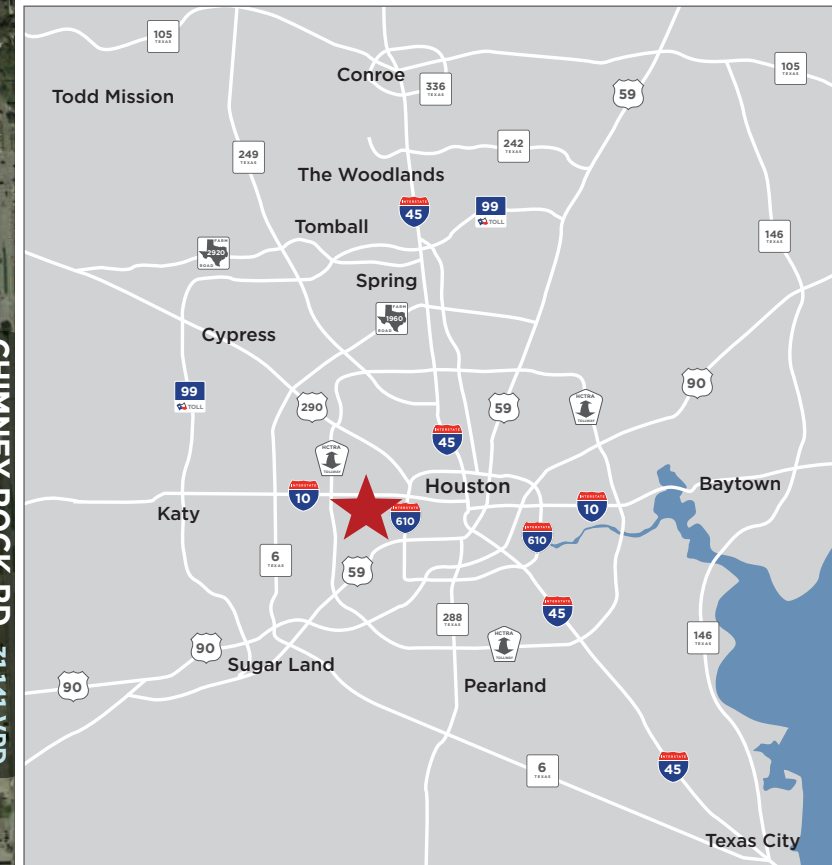 105
TEXAS
Conroe
336
TEXAS
59
105
TEXAS
Todd Mission
249
TEXAS
242
TEXAS
The Woodlands
INTERSTATE
45
99
TOLL
Tomball
146
TEXAS
FARM
2920
ROAD
Spring
FARM
1960
ROAD
Cypress
99
TOLL
290
59
HCTRA
TOLLWAY
90
INTERSTATE
45
HCTRA
TOLLWAY
INTERSTATE
10
Houston
INTERSTATE
10
Baytown
Katy
INTERSTATE
610
INTERSTATE
610
6
TEXAS
59
INTERSTATE
45
288
TEXAS
HCTRA
TOLLWAY
146
TEXAS
90
Sugar Land
90
Pearland
6
TEXAS
INTERSTATE
45
Texas City
CHIMNEY ROCK RD 71,141 VPD